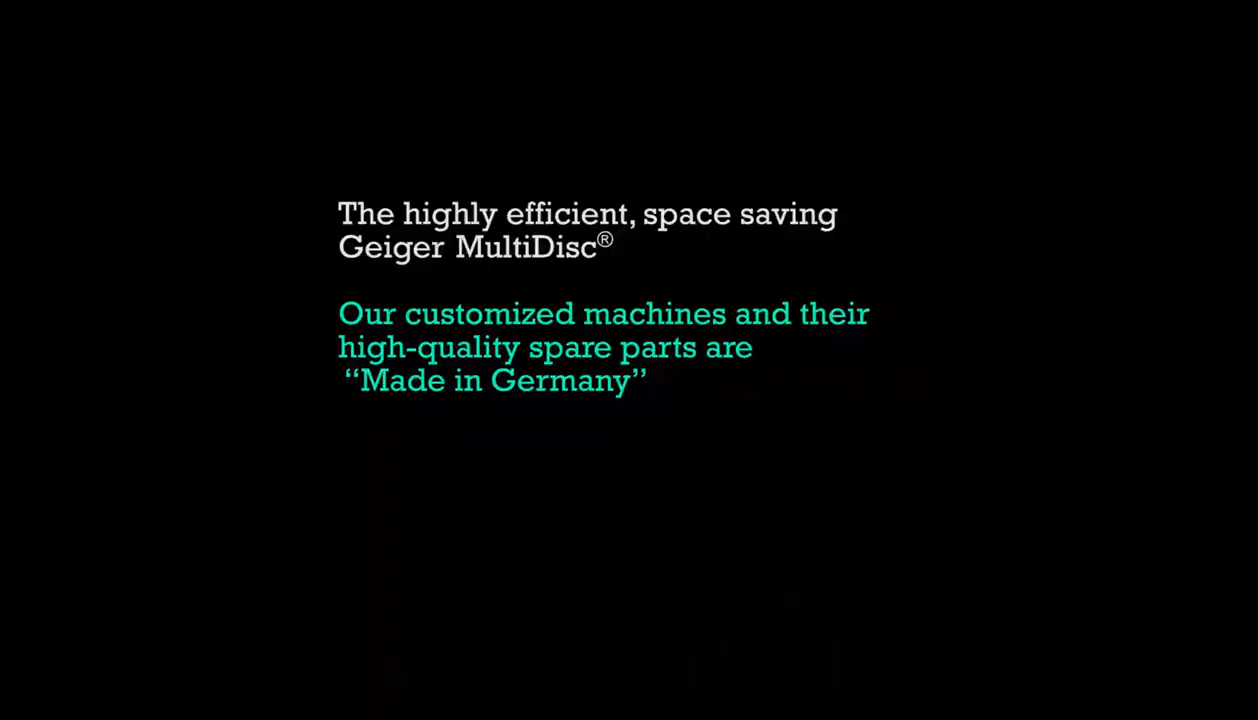 The highly efficient, space saving
Geiger MultiDisc®
Our customized machines and their
high-quality spare parts are
“Made in Germany”